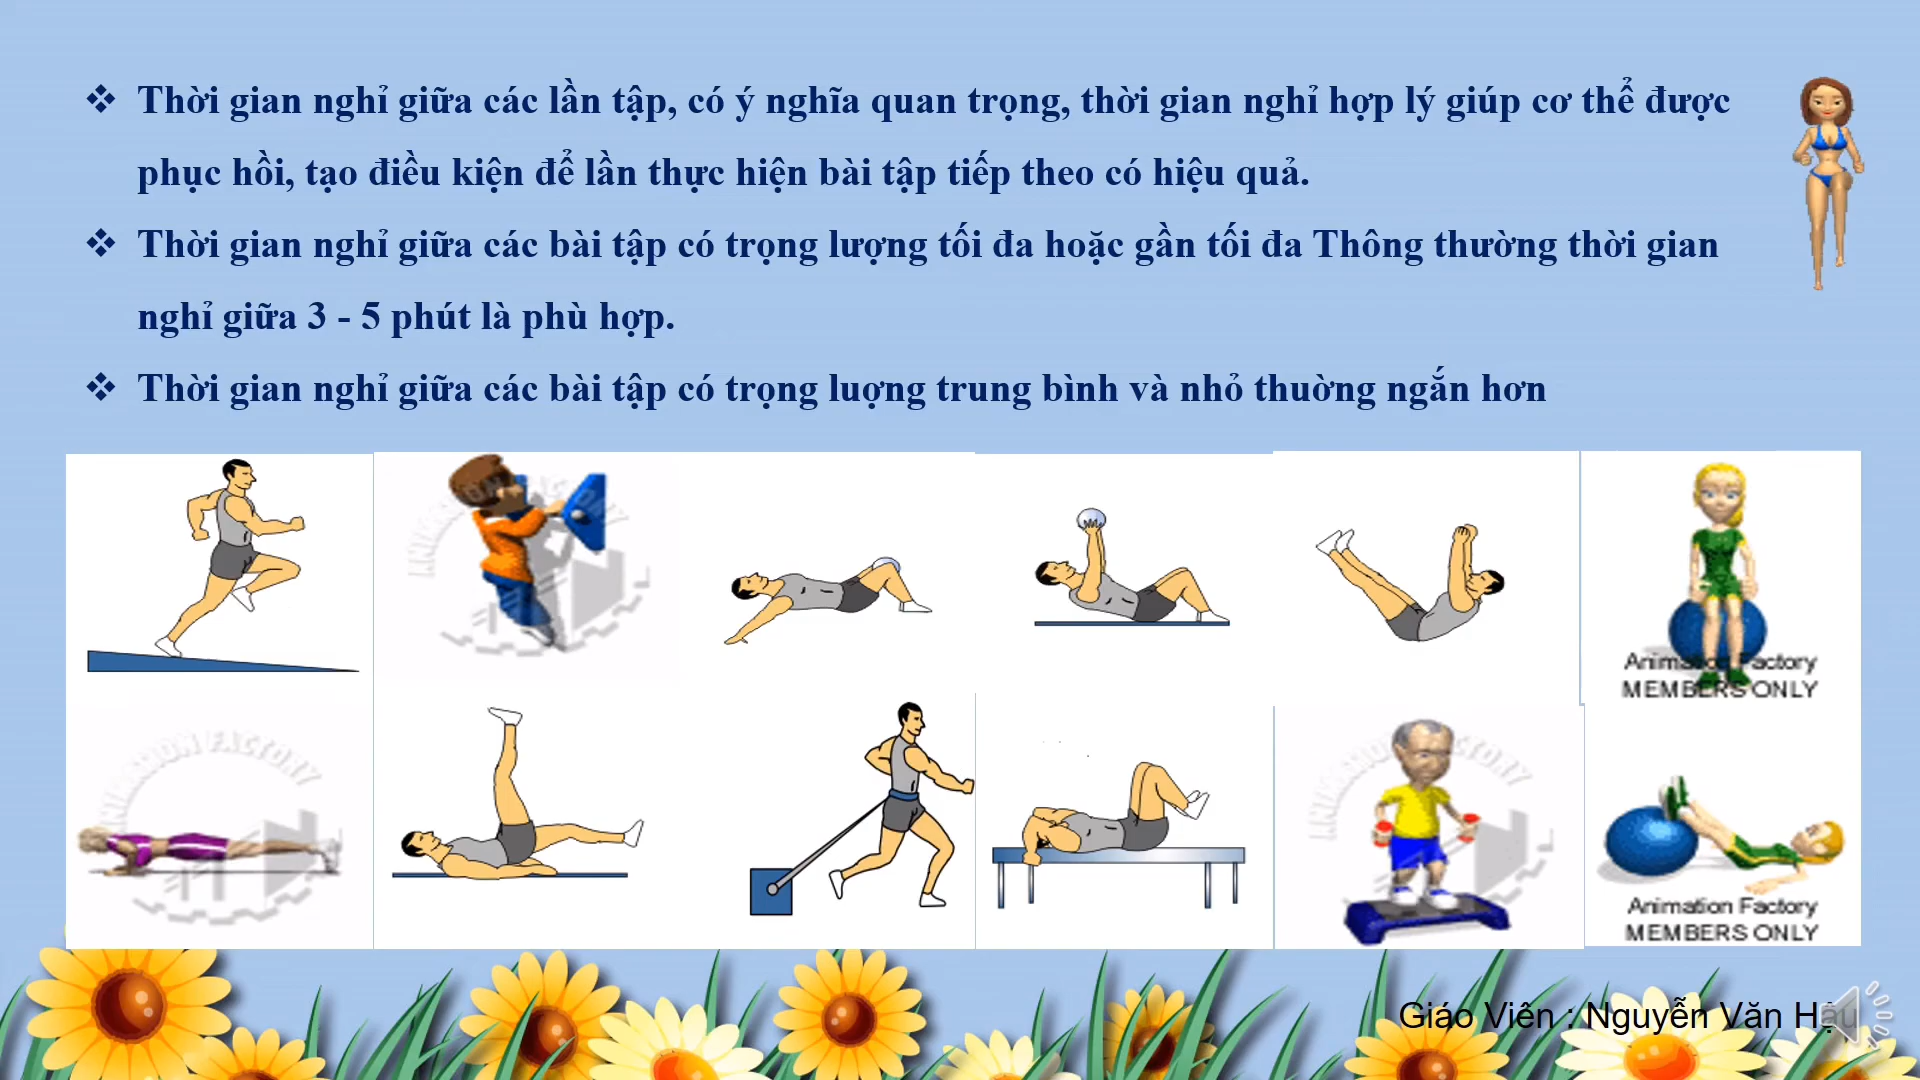 ❖ Thời gian nghỉ giữa các lần tập, có ý nghĩa quan trọng, thời gian nghỉ hợp lý giúp cơ thể được
phục hồi, tạo điều kiện để lần thực hiện bài tập tiếp theo có hiệu quả.
❖ Thời gian nghỉ giữa các bài tập có trọng lượng tối đa hoặc gần tối đa Thông thường thời gian
nghỉ giữa 3 - 5 phút là phù hợp.
❖ Thời gian nghỉ giữa các bài tập có trọng luợng trung bình và nhỏ thuờng ngắn hơn
Animation Factory
MEMBERS ONLY
ANIMATION FACTORY
Animation Factory
MEMBERS ONLY
Giáo Viên : Nguyễn Văn Hậu